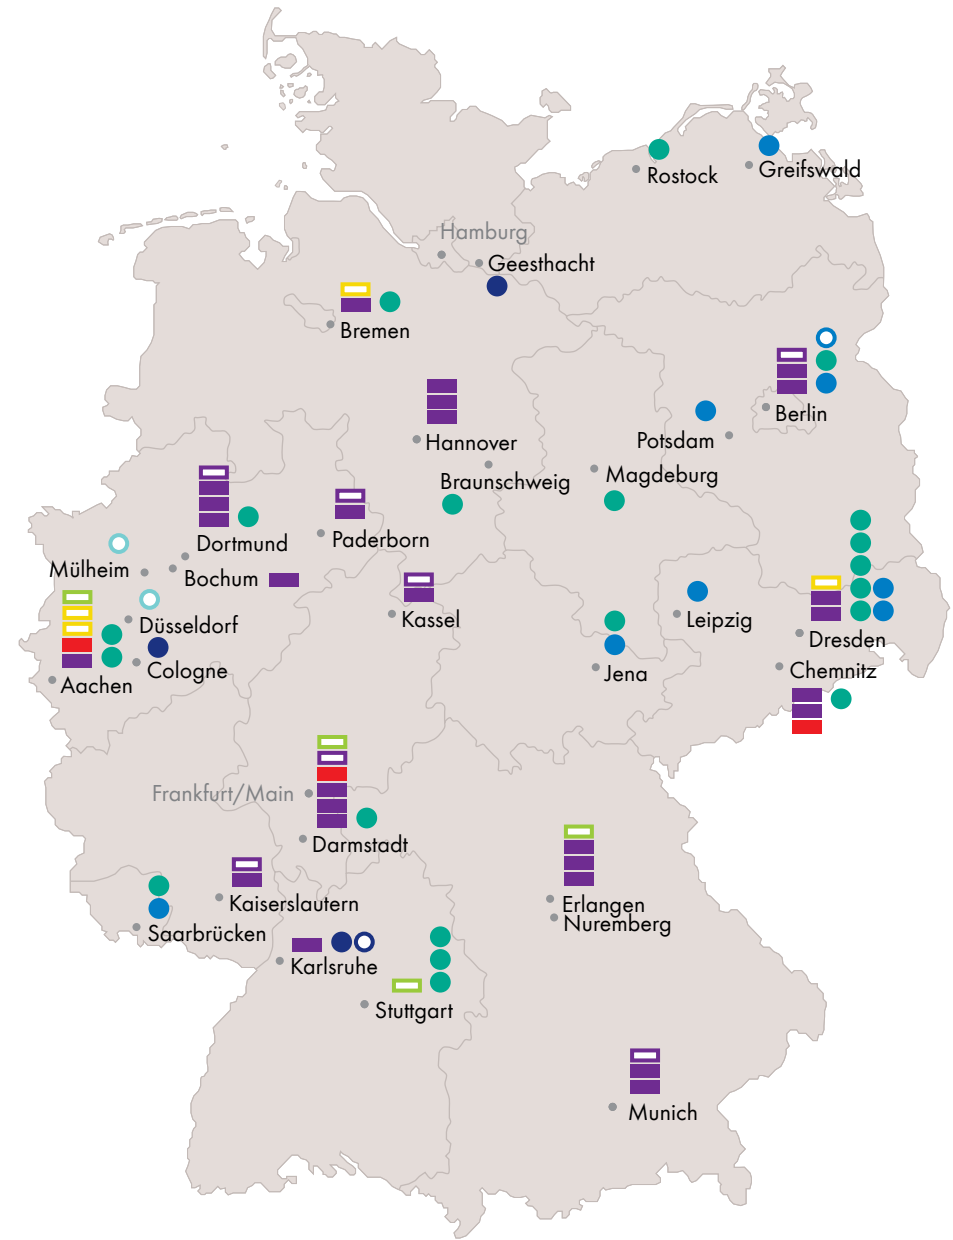 Rostock
Greifswald
Hamburg
Geesthacht
Bremen
Berlin
Hannover
Potsdam
Braunschweig
Magdeburg
Dortmund
Paderborn
Mülheim
Bochum
Kassel
Leipzig
Düsseldorf
Dresden
Cologne
Jena
Chemnitz
Aachen
Frankfurt/Main
Darmstadt
Kaiserslautern
Erlangen
Nuremberg
Saarbrücken
Karlsruhe
Stuttgart
Munich